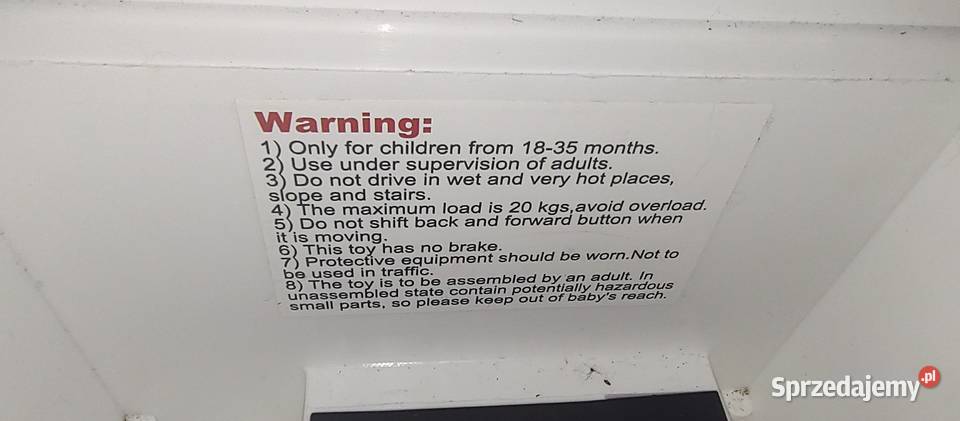 Warning:
1) Only for children from 18-35 months.
2) Use under supervision of adults.
3) Do not drive in wet and very hot places,
slope and stairs.
4) The maximum load is 20 kgs,avoid overload.
5) Do not shift back and forward button when
it is moving.
6) This toy has no brake.
7) Protective equipment should be worn.Not to
be used in traffic.
8) The toy is to be assembled by an adult. In
unassembled state contain potentially hazardous
small parts, so please keep out of baby's reach.
Sprzedajemy.pl